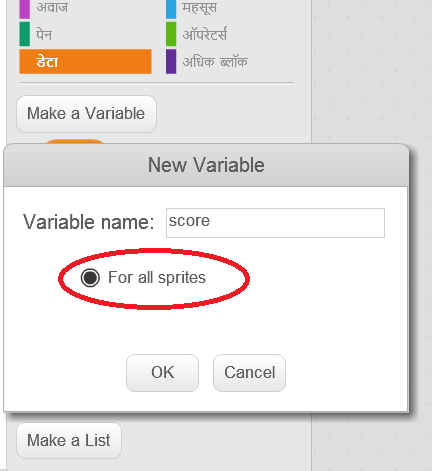 अवाज
महसूस
पेन
ऑपरेटर्स
डेटा
अधिक ब्लॉक
Make a Variable
New Variable
Variable name: score
For all sprites
OK
Cancel
Make a List